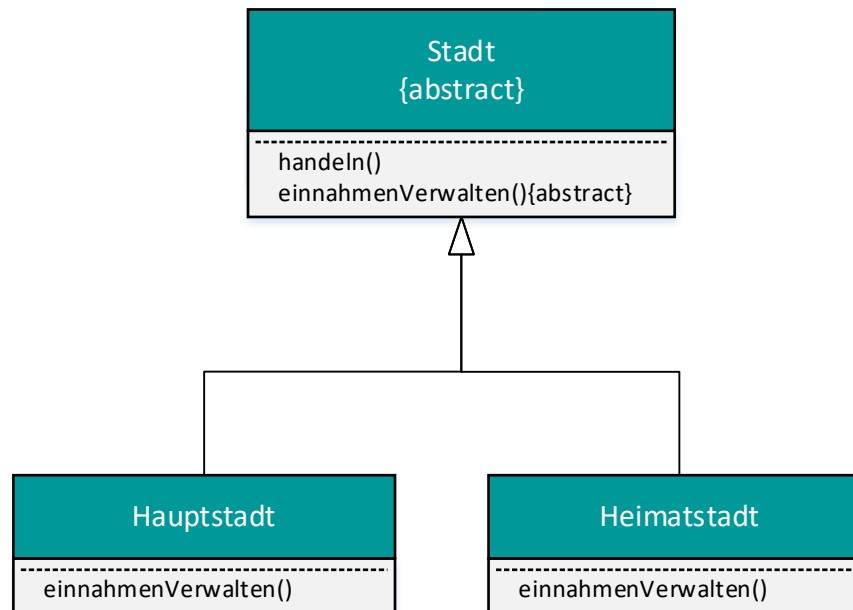 Stadt
{abstract}
handeln()
einnahmenVerwalten(){abstract}
Hauptstadt
einnahmenVerwalten()
Heimatstadt
einnahmenVerwalten()